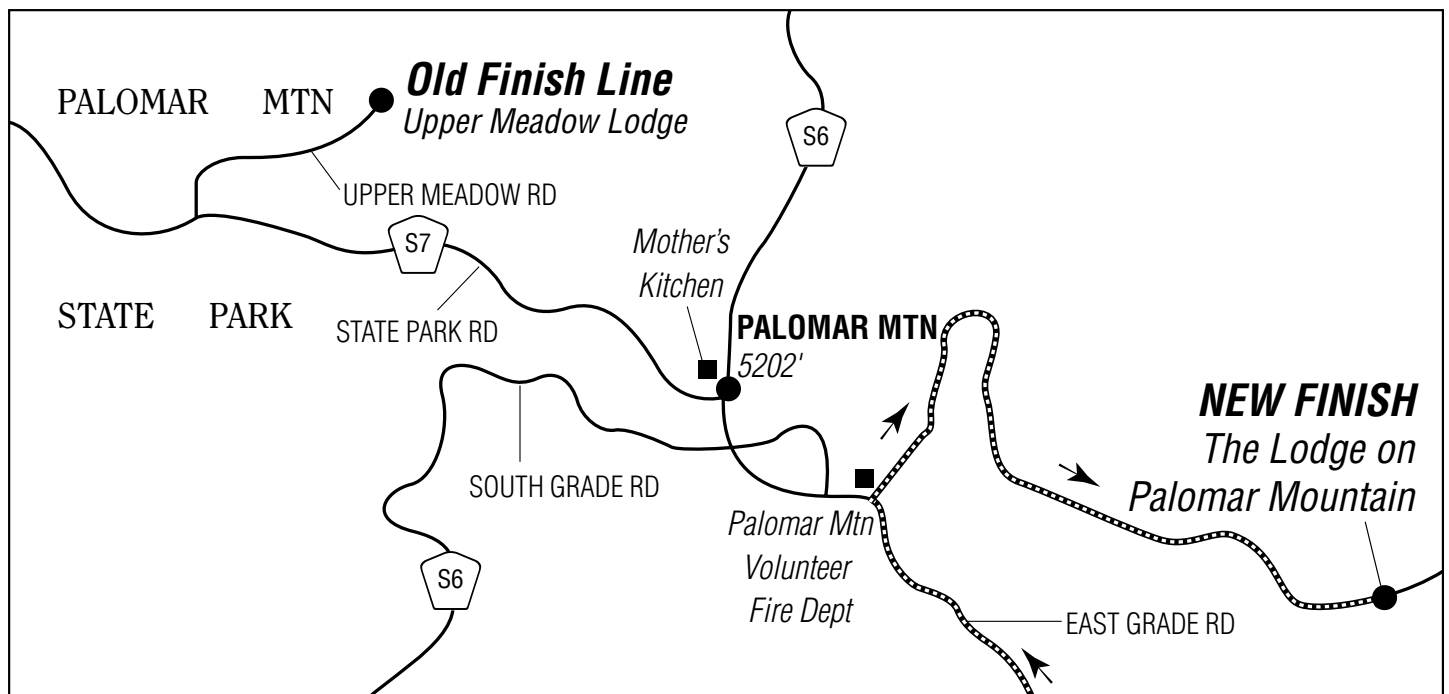 PALOMAR MTN
Old Finish Line
Upper Meadow Lodge
S6
UPPER MEADOW RD
S7
Mother's
Kitchen
STATE PARK
STATE PARK RD
PALOMAR MTN
5202'
NEW FINISH
The Lodge on
Palomar Mountain
SOUTH GRADE RD
Palomar Mtn
Volunteer
Fire Dept
S6
EAST GRADE RD